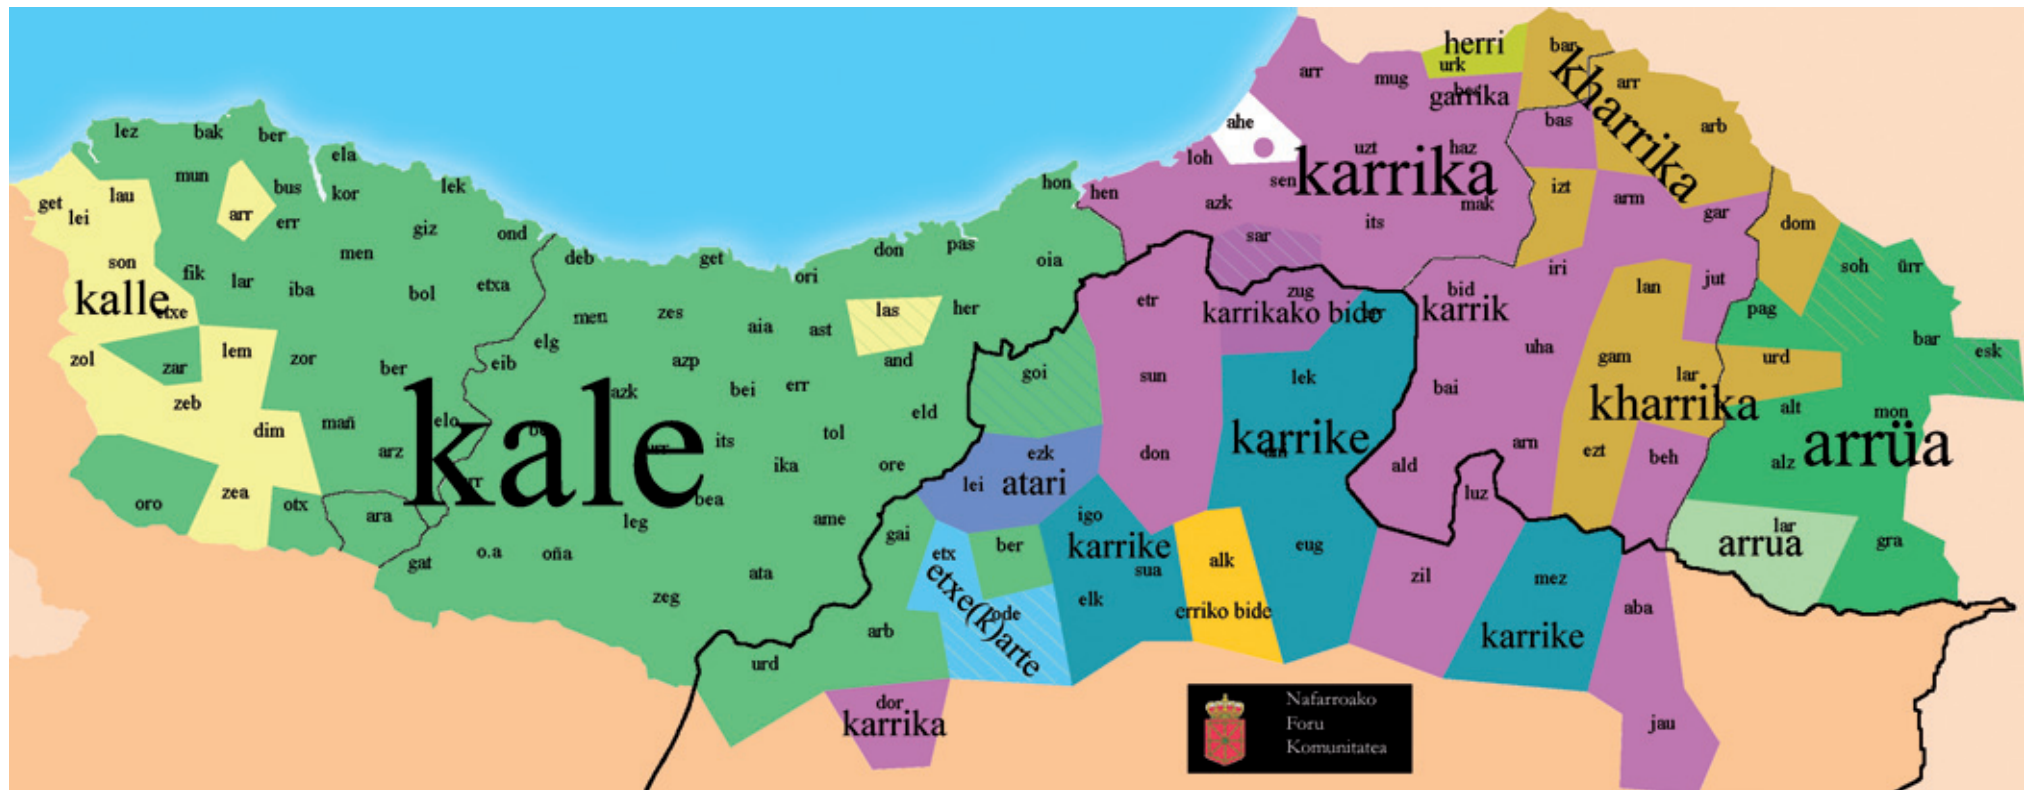 lez
bak
ber
ela
mun
bus
kor
lek
get
lei
lau
arr
err
giz
ond
men
son
fik
lar
iba
bol
etxa
kalle
etxe
zol
zar
lem
zor
ber
zeb
dim
mañ
elo
arz
zea
oro
otx
ara
kale
deb
get
ori
don
pas
hon
oia
men
zes
aia
ast
las
her
elg
eib
azp
and
azk
bei
err
eld
its
tol
ika
ore
bea
leg
ame
gat
o.a
oña
ata
zeg
gai
arb
urd
dor
karrika
goi
ezk
lei
atari
etx
ber
etxe(k)arte
ode
igo
karrike
sua
elk
alk
erriko bide
etr
sun
don
zug
karrikako bide
lek
karrike
eug
arr
mug
herri
urk
garrika
ahe
loh
uzt
haz
karrika
sen
hen
azk
its
mak
sar
bar
kharrika
arr
arb
bas
izt
arm
gar
iri
jut
dom
bid
karrik
uha
bai
arn
ald
luz
lan
gam
lar
kharrika
ezt
beh
soh
ürr
pag
bar
esk
urd
alt
mon
arrüa
alz
lar
arrua
gra
zil
mez
karrike
aba
jau
Nafarroako
Foru
Komunitatea